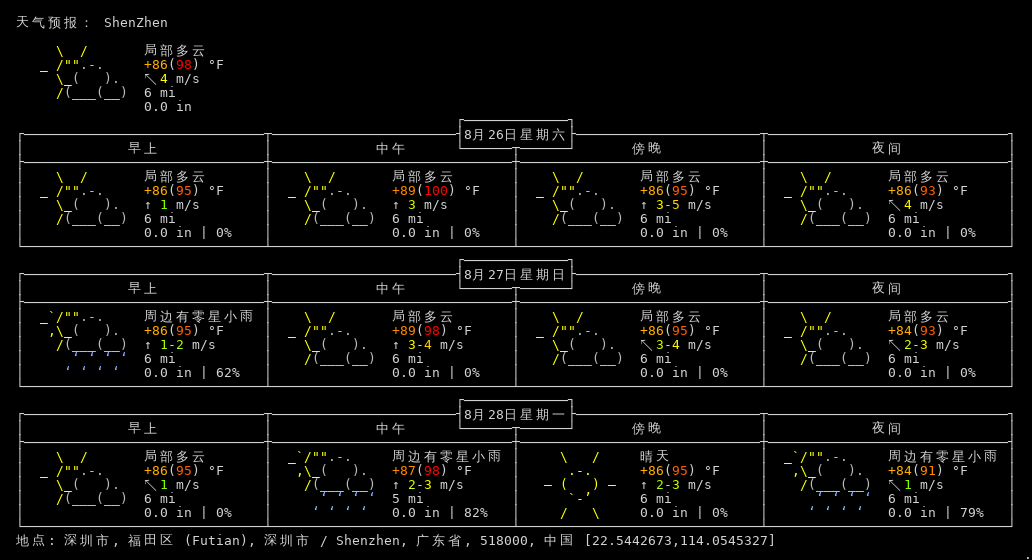 天气预报： ShenZhen
局部多云
+86(98) °F
↖ 4 m/s
6 mi
0.0 in
8月26日星期六
早上 中午 傍晚 夜间
局部多云 局部多云 局部多云 局部多云
+86(95) °F +89(100) °F +86(95) °F +86(93) °F
↑ 1 m/s ↑ 3 m/s ↑ 3-5 m/s ↖ 4 m/s
6 mi 6 mi 6 mi 6 mi
0.0 in | 0% 0.0 in | 0% 0.0 in | 0% 0.0 in | 0%
8月27日星期日
早上 中午 傍晚 夜间
周边有零星小雨 局部多云 局部多云 局部多云
+86(95) °F +89(98) °F +86(95) °F +84(93) °F
↑ 1-2 m/s ↑ 3-4 m/s ↖ 3-4 m/s ↖ 2-3 m/s
6 mi 6 mi 6 mi 6 mi
0.0 in | 62% 0.0 in | 0% 0.0 in | 0% 0.0 in | 0%
8月28日星期一
早上 中午 傍晚 夜间
局部多云 周边有零星小雨 晴天 周边有零星小雨
+86(95) °F +87(98) °F +86(95) °F +84(91) °F
↖ 1 m/s ↑ 2-3 m/s ↑ 2-3 m/s ↖ 1 m/s
6 mi 5 mi 6 mi 6 mi
0.0 in | 0% 0.0 in | 82% 0.0 in | 0% 0.0 in | 79%
地点: 深圳市, 福田区 (Futian), 深圳市 / Shenzhen, 广东省, 518000, 中国 [22.5442673,114.0545327]